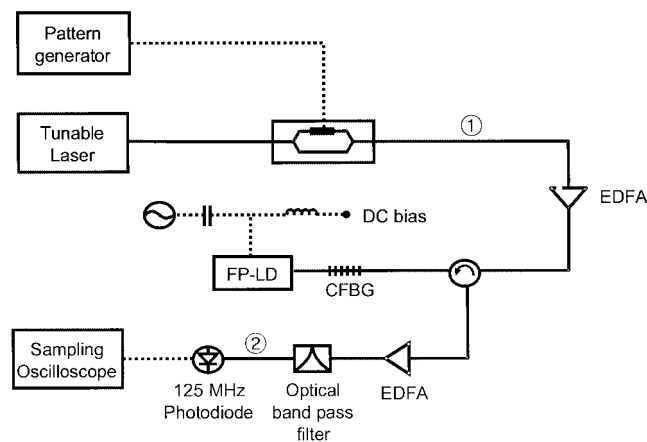 Pattern
generator
Tunable
Laser
①
EDFA
DC bias
FP-LD
CFBG
Sampling
Oscilloscope
②
125 MHz
Photodiode
Optical
band pass
filter
EDFA